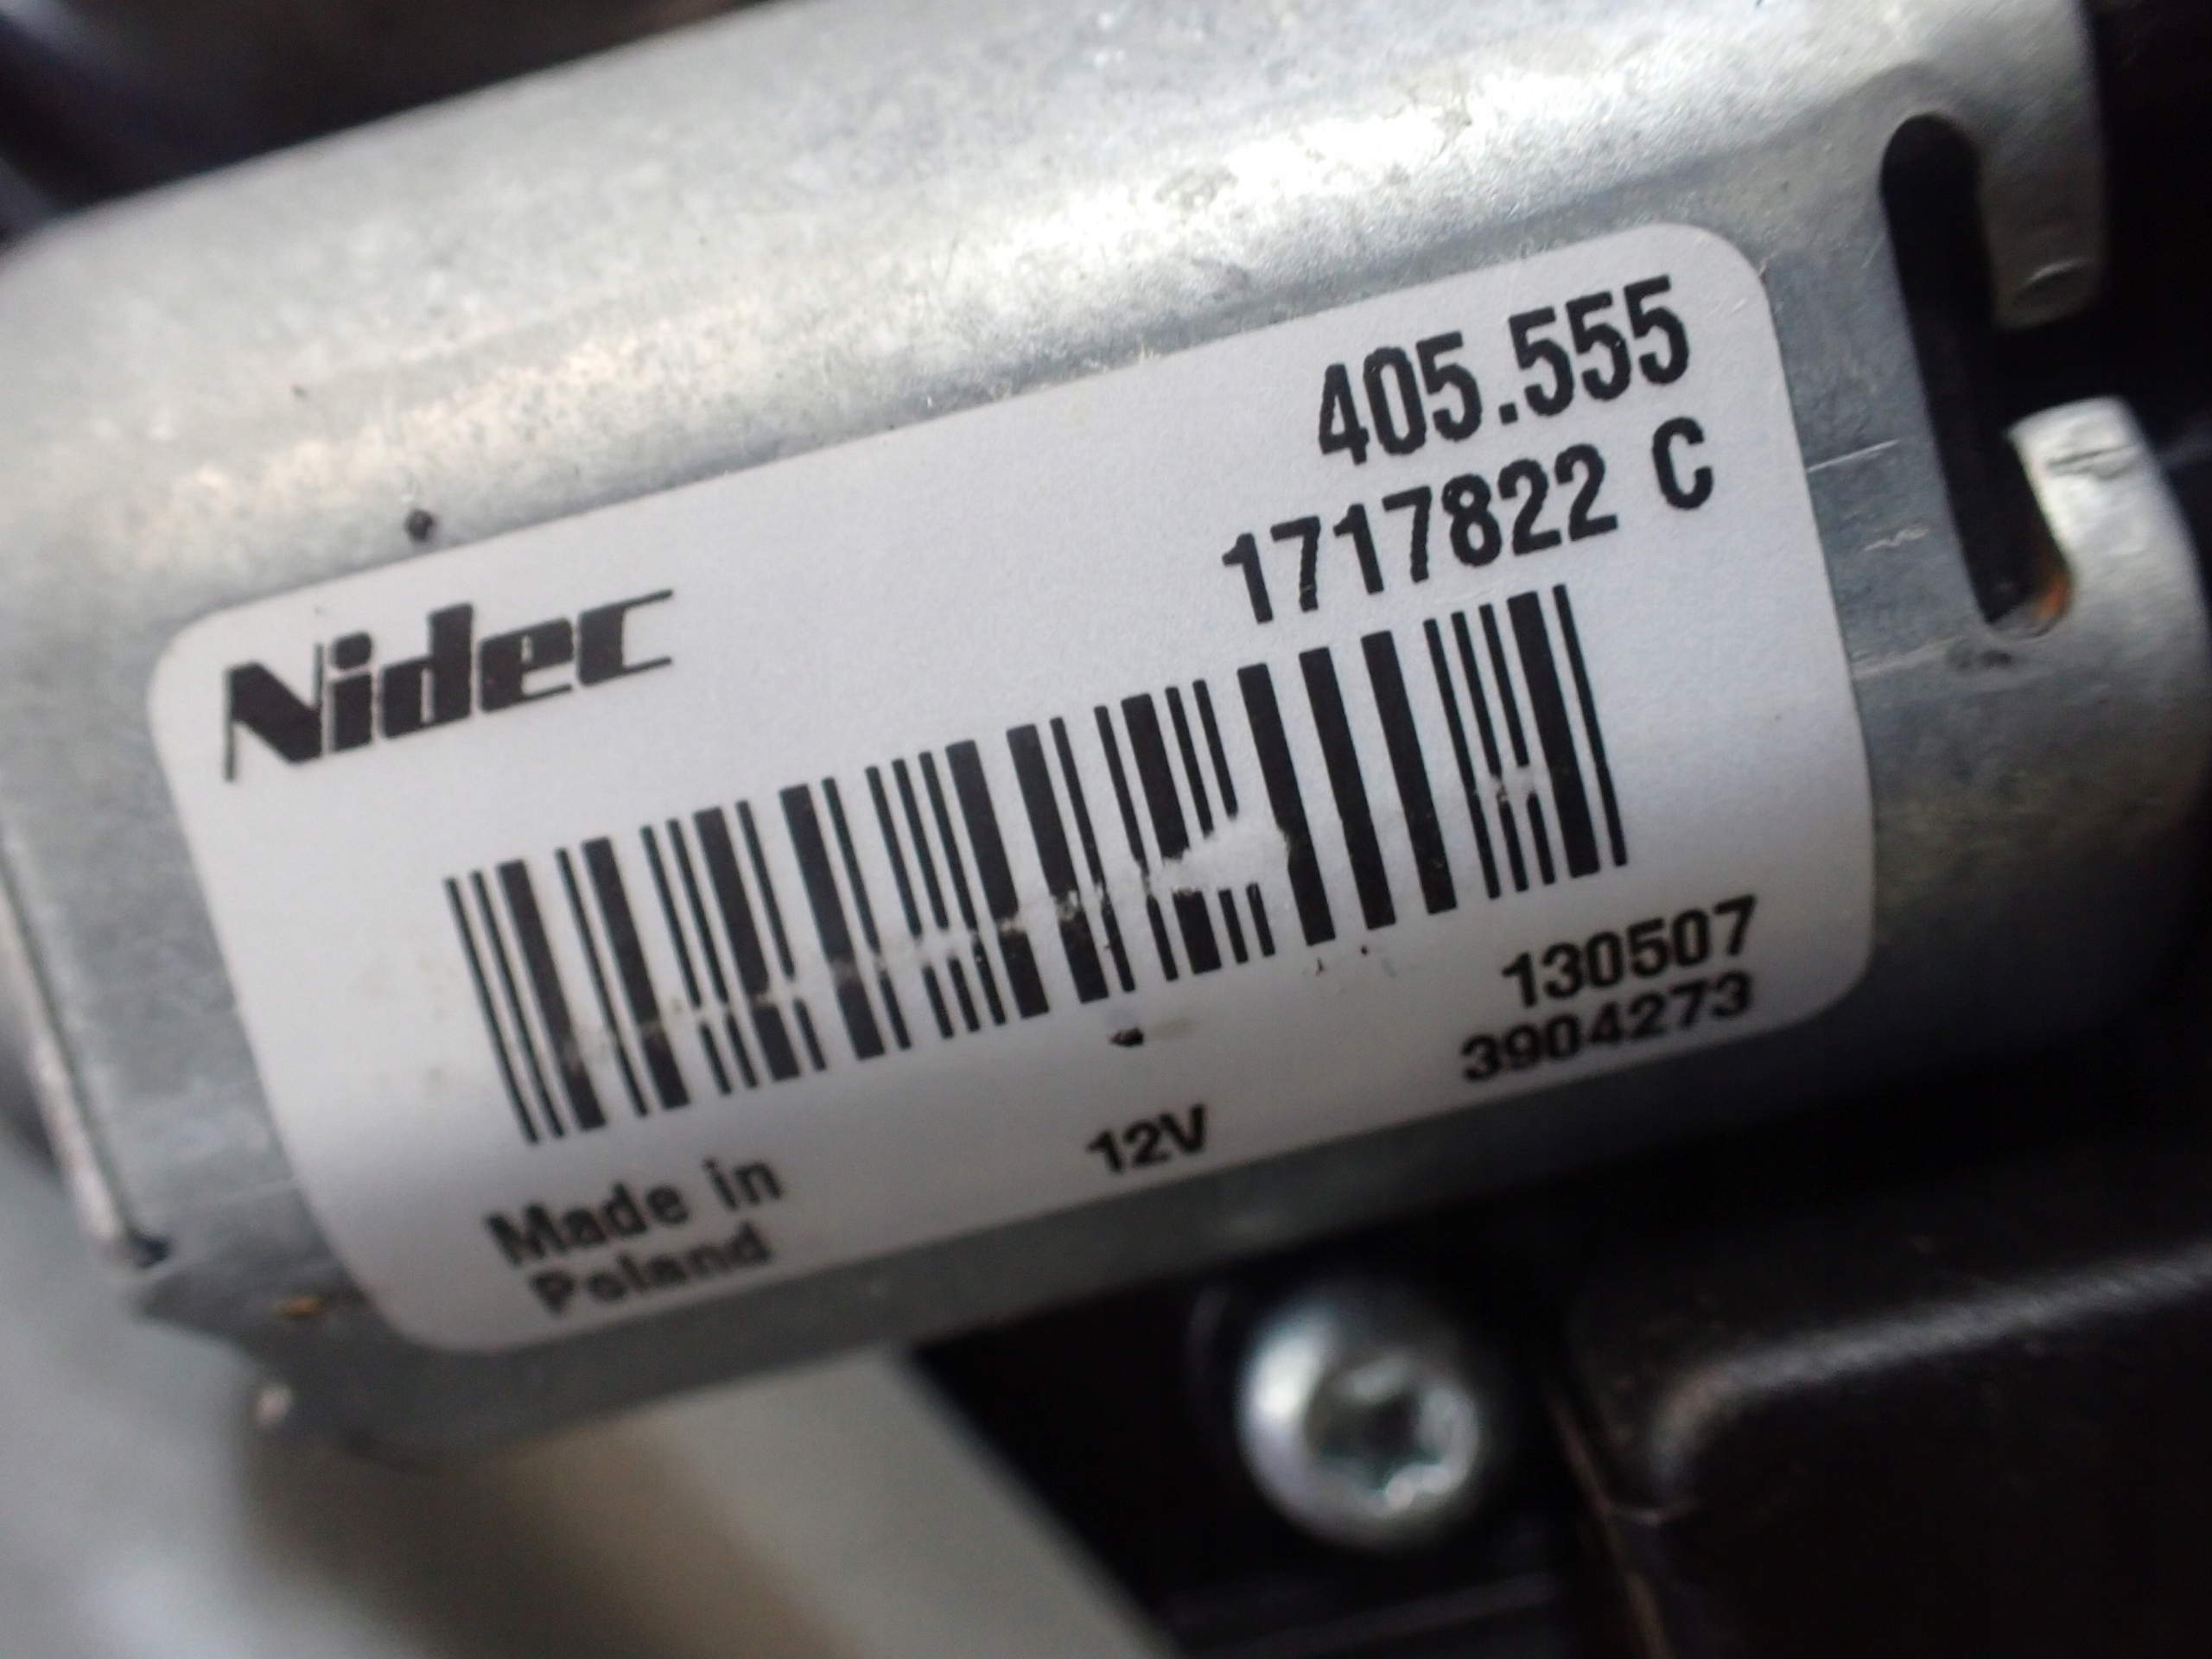 405.555
1717822 C
Nidec
130507
3904273
12V
Made in
Poland